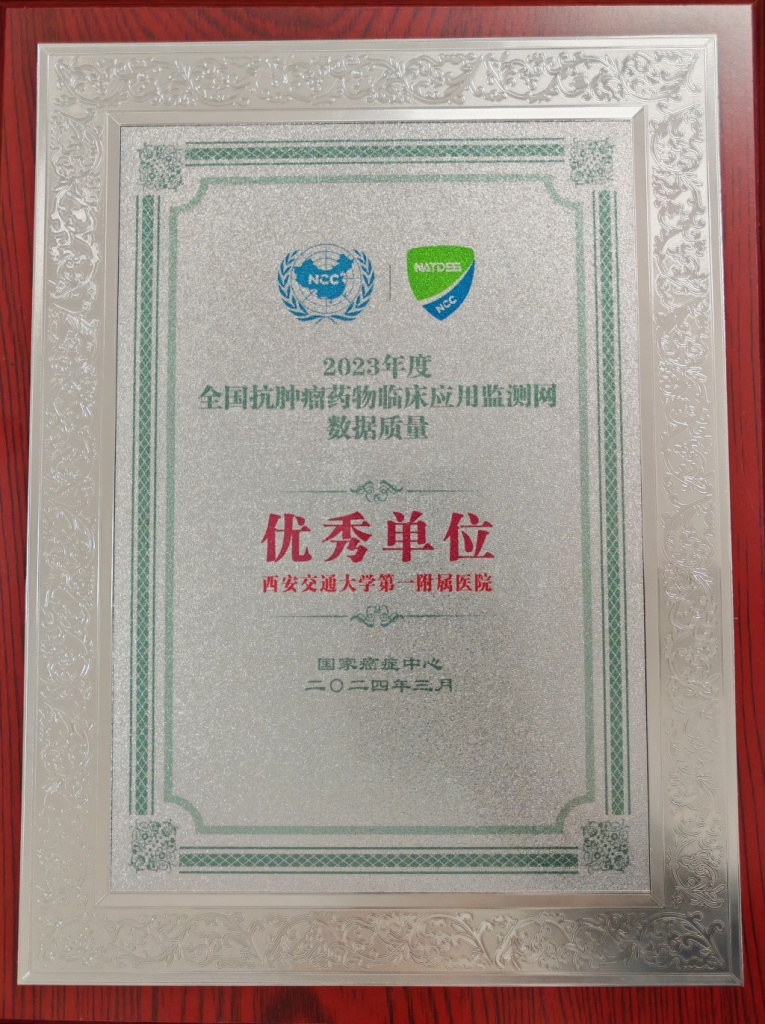 NCC
NATDSS
NCC
2023年度
全国抗肿瘤药物临床应用监测网
数据质量
优秀单位
西安交通大学第一附属医院
国家癌症中心
二〇二四年三月